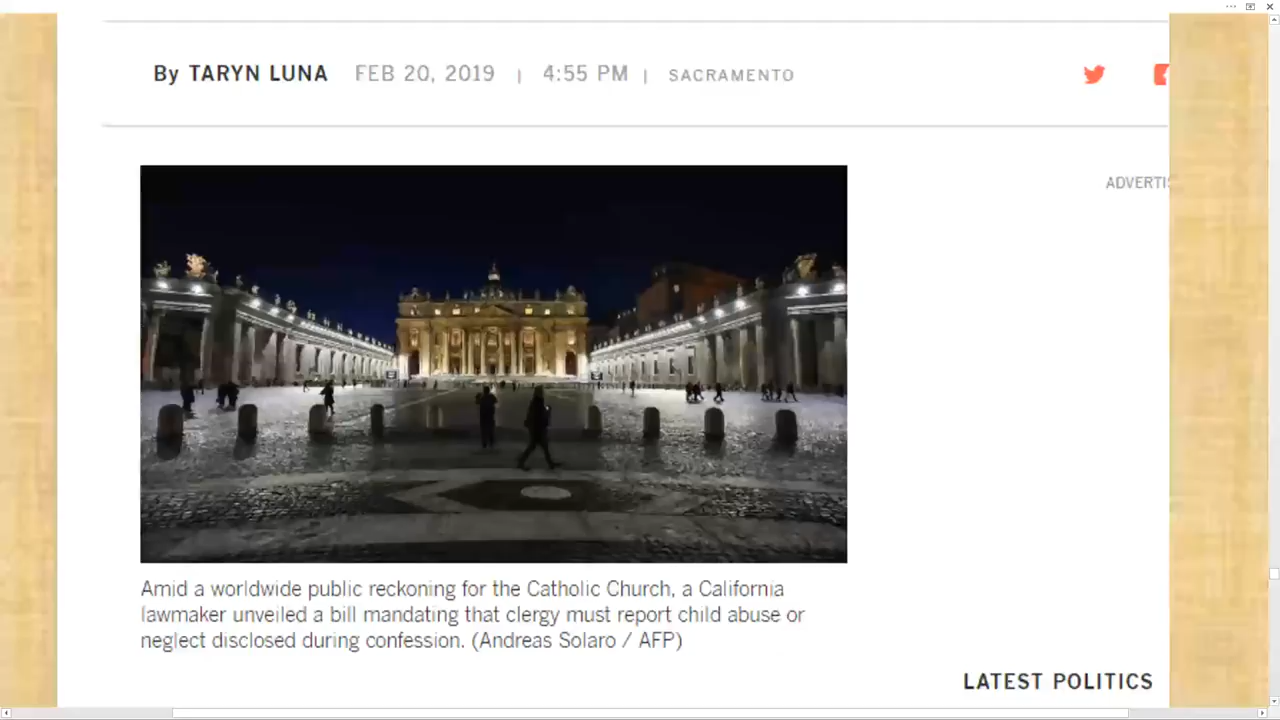 By TARYN LUNA FEB 20, 2019 | 4:55 PM | SACRAMENTO
ADVERTIS
Amid a worldwide public reckoning for the Catholic Church, a California
lawmaker unveiled a bill mandating that clergy must report child abuse or
neglect disclosed during confession. (Andreas Solaro / AFP)
LATEST POLITICS